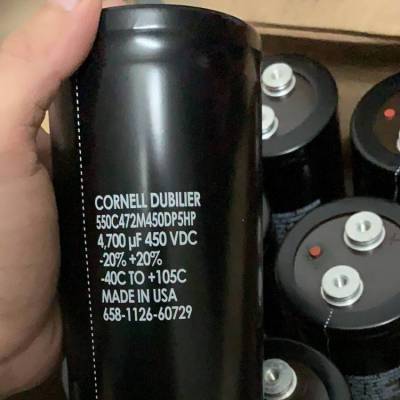 CORNELL DUBILIER
550C472M450DP5HP
4,700 µF 450 VDC
-20% +20%
-40C TO +105C
MADE IN USA
658-1126-60729